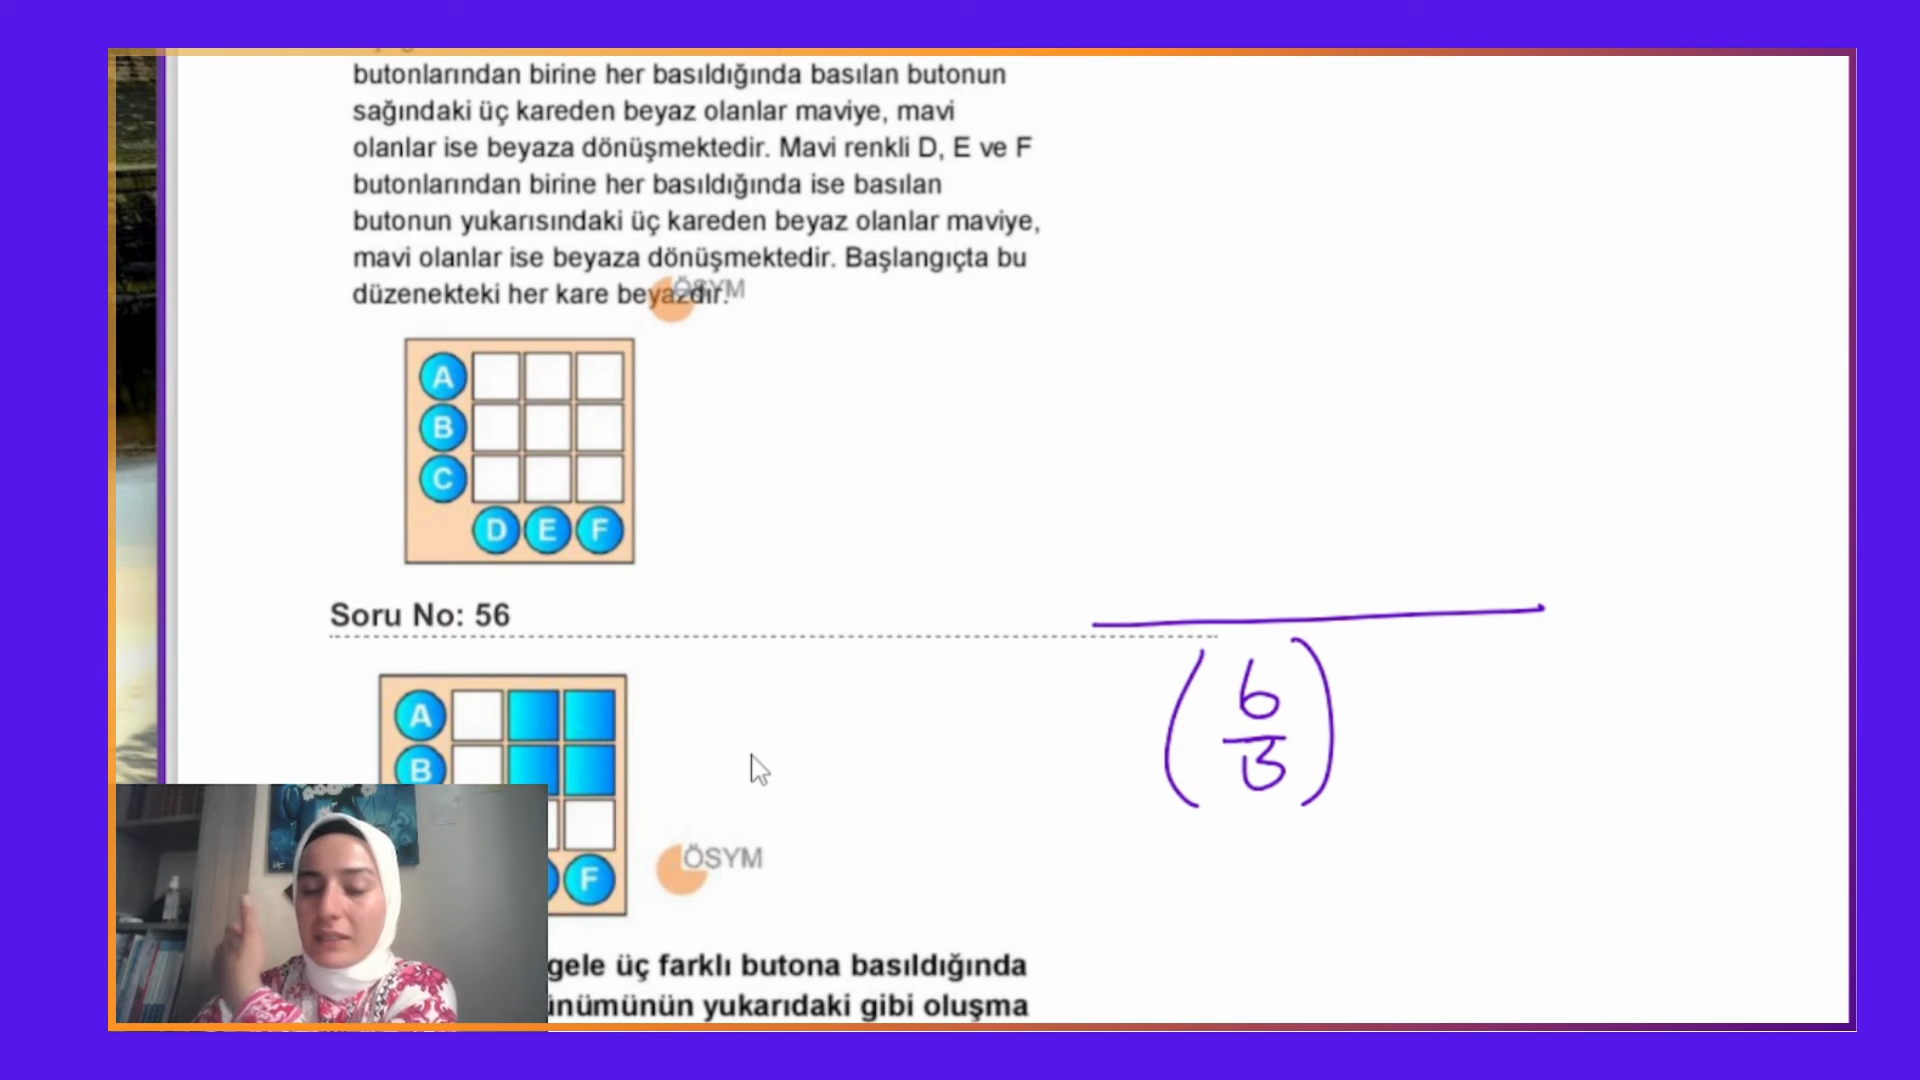 butonlarından birine her basıldığında basılan butonun
sağındaki üç kareden beyaz olanlar maviye, mavi
olanlar ise beyaza dönüşmektedir. Mavi renkli D, E ve F
butonlarından birine her basıldığında ise basılan
butonun yukarısındaki üç kareden beyaz olanlar maviye,
mavi olanlar ise beyaza dönüşmektedir. Başlangıçta bu
düzenekteki her kare beyazdır.
ÖSYM
A
B
C
D E F
Soru No: 56
A
B
F
ÖSYM
(6/3)
gele üç farklı butona basıldığında
ünümünün yukarıdaki gibi oluşma